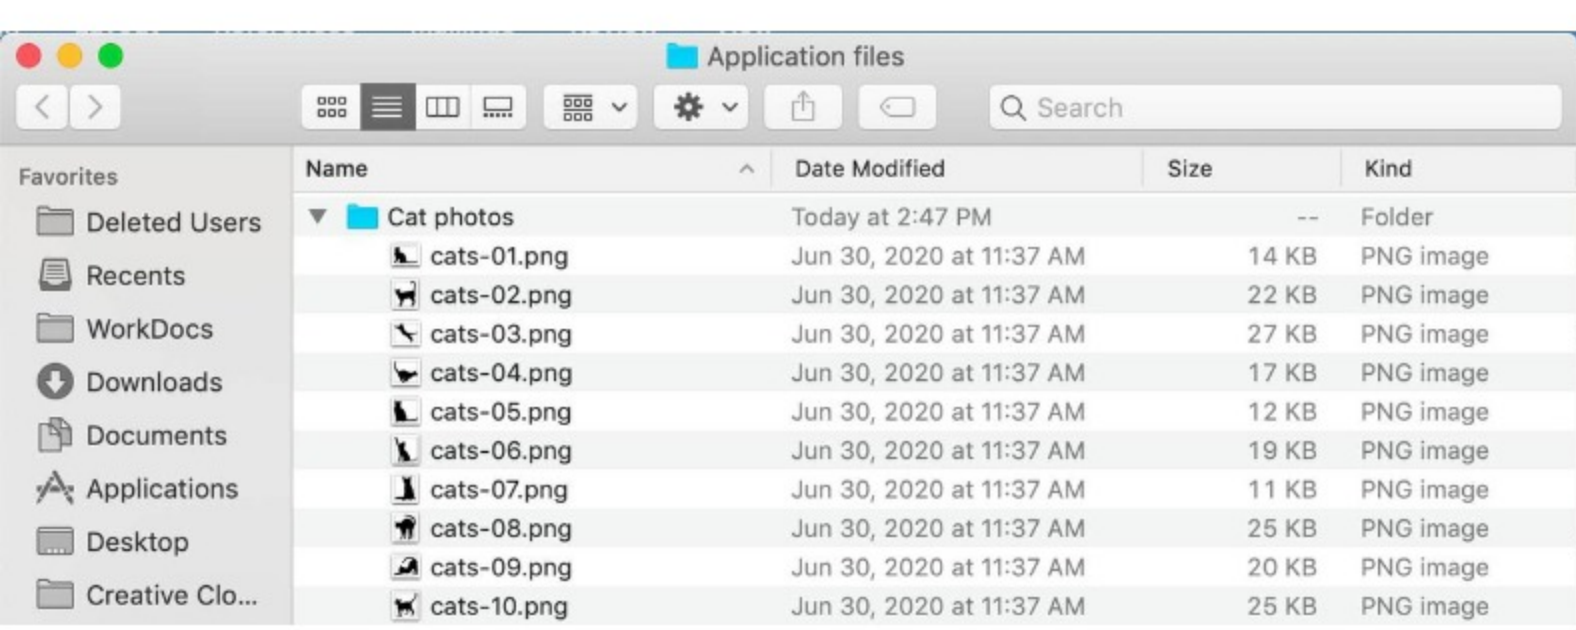 Application files
Search
Favorites
Deleted Users
Recents
WorkDocs
Downloads
Documents
Applications
Desktop
Creative Clo...
Name Date Modified Size Kind
Cat photos Today at 2:47 PM -- Folder
cats-01.png Jun 30, 2020 at 11:37 AM 14 KB PNG image
cats-02.png Jun 30, 2020 at 11:37 AM 22 KB PNG image
cats-03.png Jun 30, 2020 at 11:37 AM 27 KB PNG image
cats-04.png Jun 30, 2020 at 11:37 AM 17 KB PNG image
cats-05.png Jun 30, 2020 at 11:37 AM 12 KB PNG image
cats-06.png Jun 30, 2020 at 11:37 AM 19 KB PNG image
cats-07.png Jun 30, 2020 at 11:37 AM 11 KB PNG image
cats-08.png Jun 30, 2020 at 11:37 AM 25 KB PNG image
cats-09.png Jun 30, 2020 at 11:37 AM 20 KB PNG image
cats-10.png Jun 30, 2020 at 11:37 AM 25 KB PNG image